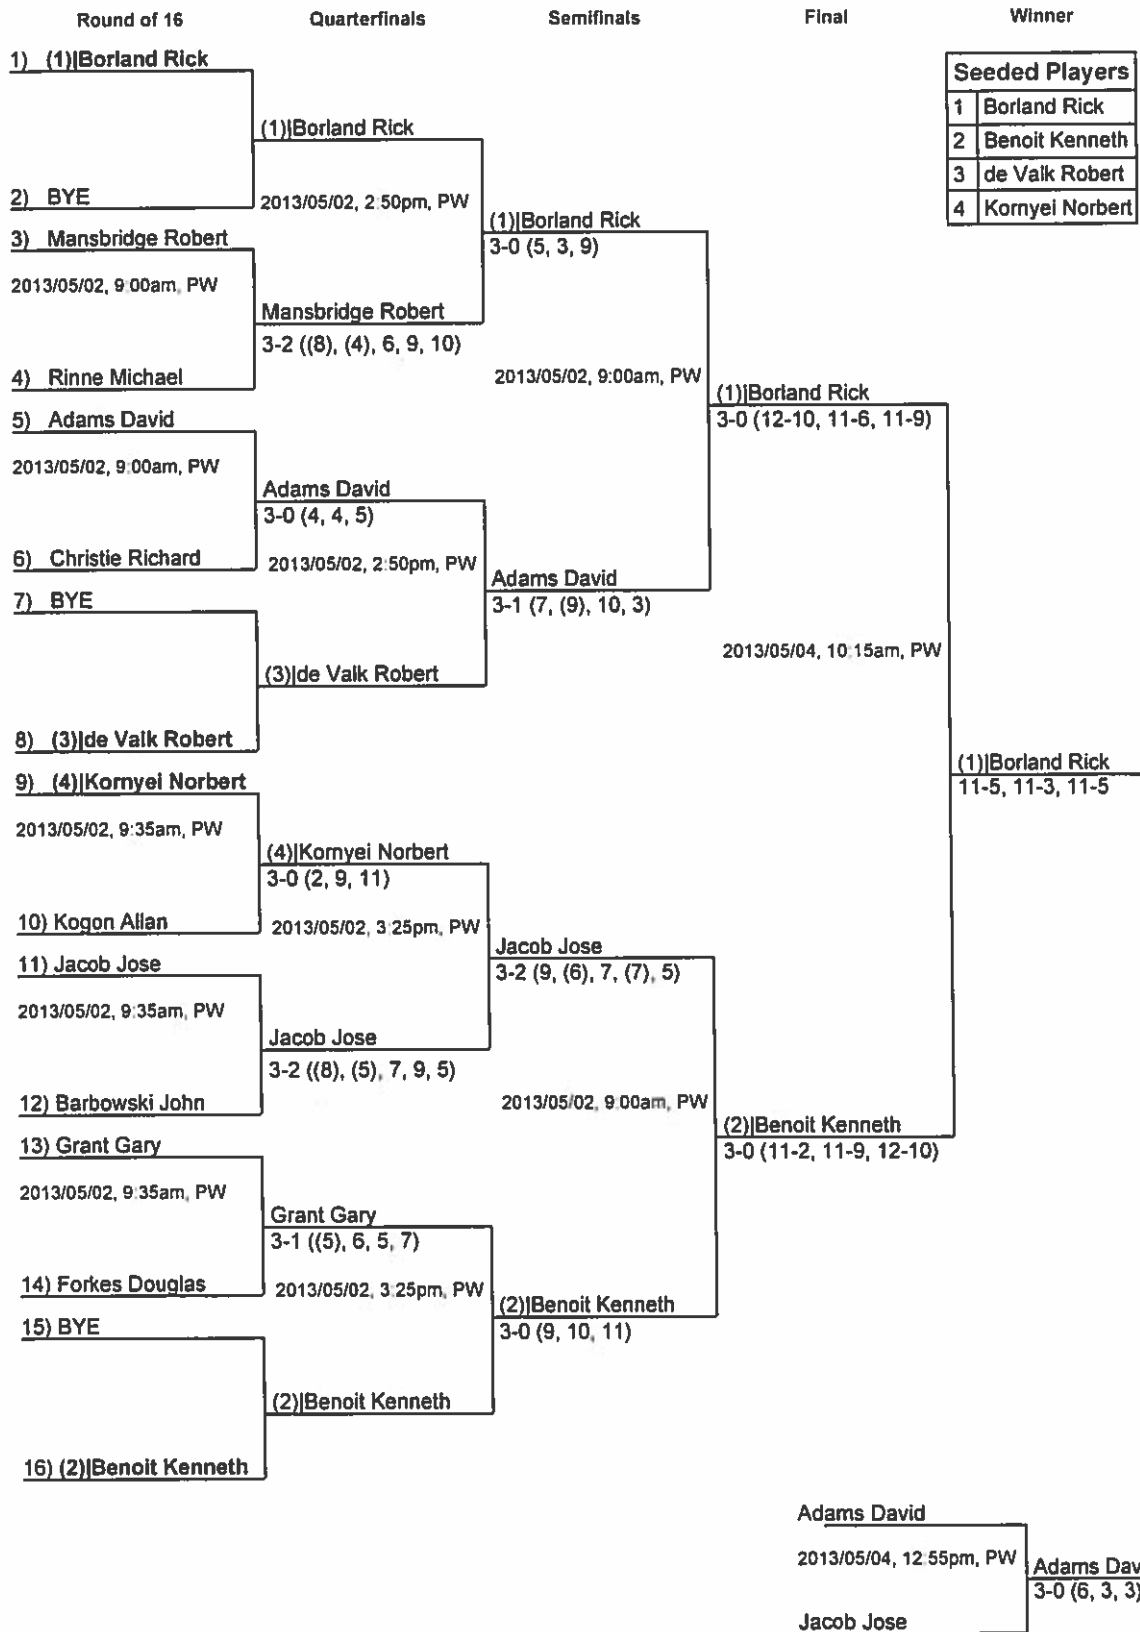 Round of 16 Quarterfinals Semifinals Final Winner
1) (1)|Borland Rick
Seeded Players
1 Borland Rick
2 Benoit Kenneth
3 de Valk Robert
4 Kornyei Norbert
(1)|Borland Rick
2) BYE
2013/05/02, 2:50pm, PW
(1)|Borland Rick
3-0 (5, 3, 9)
3) Mansbridge Robert
2013/05/02, 9:00am, PW
Mansbridge Robert
3-2 ((8), (4), 6, 9, 10)
4) Rinne Michael
2013/05/02, 9:00am, PW
(1)|Borland Rick
3-0 (12-10, 11-6, 11-9)
5) Adams David
2013/05/02, 9:00am, PW
Adams David
3-0 (4, 4, 5)
6) Christie Richard
2013/05/02, 2:50pm, PW
Adams David
3-1 (7, (9), 10, 3)
7) BYE
2013/05/04, 10:15am, PW
(3)|de Valk Robert
8) (3)|de Valk Robert
(1)|Borland Rick
11-5, 11-3, 11-5
9) (4)|Kornyei Norbert
2013/05/02, 9:35am, PW
(4)|Kornyei Norbert
3-0 (2, 9, 11)
10) Kogon Allan
2013/05/02, 3:25pm, PW
Jacob Jose
3-2 (9, (6), 7, (7), 5)
11) Jacob Jose
2013/05/02, 9:35am, PW
Jacob Jose
3-2 ((8), (5), 7, 9, 5)
12) Barbowski John
2013/05/02, 9:00am, PW
(2)|Benoit Kenneth
3-0 (11-2, 11-9, 12-10)
13) Grant Gary
2013/05/02, 9:35am, PW
Grant Gary
3-1 ((5), 6, 5, 7)
14) Forkes Douglas
2013/05/02, 3:25pm, PW
(2)|Benoit Kenneth
3-0 (9, 10, 11)
15) BYE
(2)|Benoit Kenneth
16) (2)|Benoit Kenneth
Adams David
2013/05/04, 12:55pm, PW
Adams Dav
3-0 (6, 3, 3)
Jacob Jose